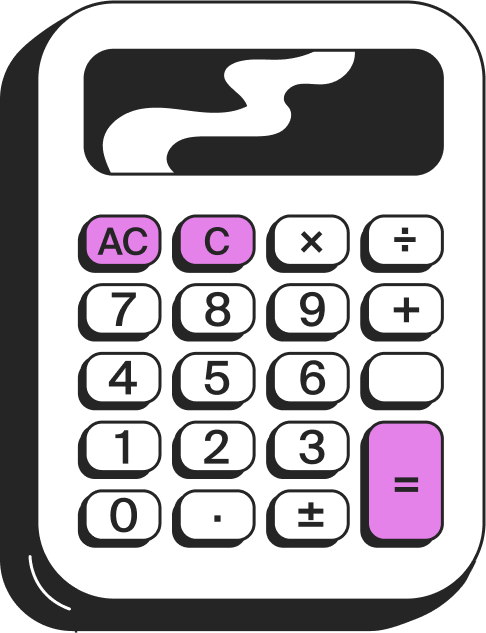 AC C × ÷
7 8 9 +
4 5 6
1 2 3
0 . ± =